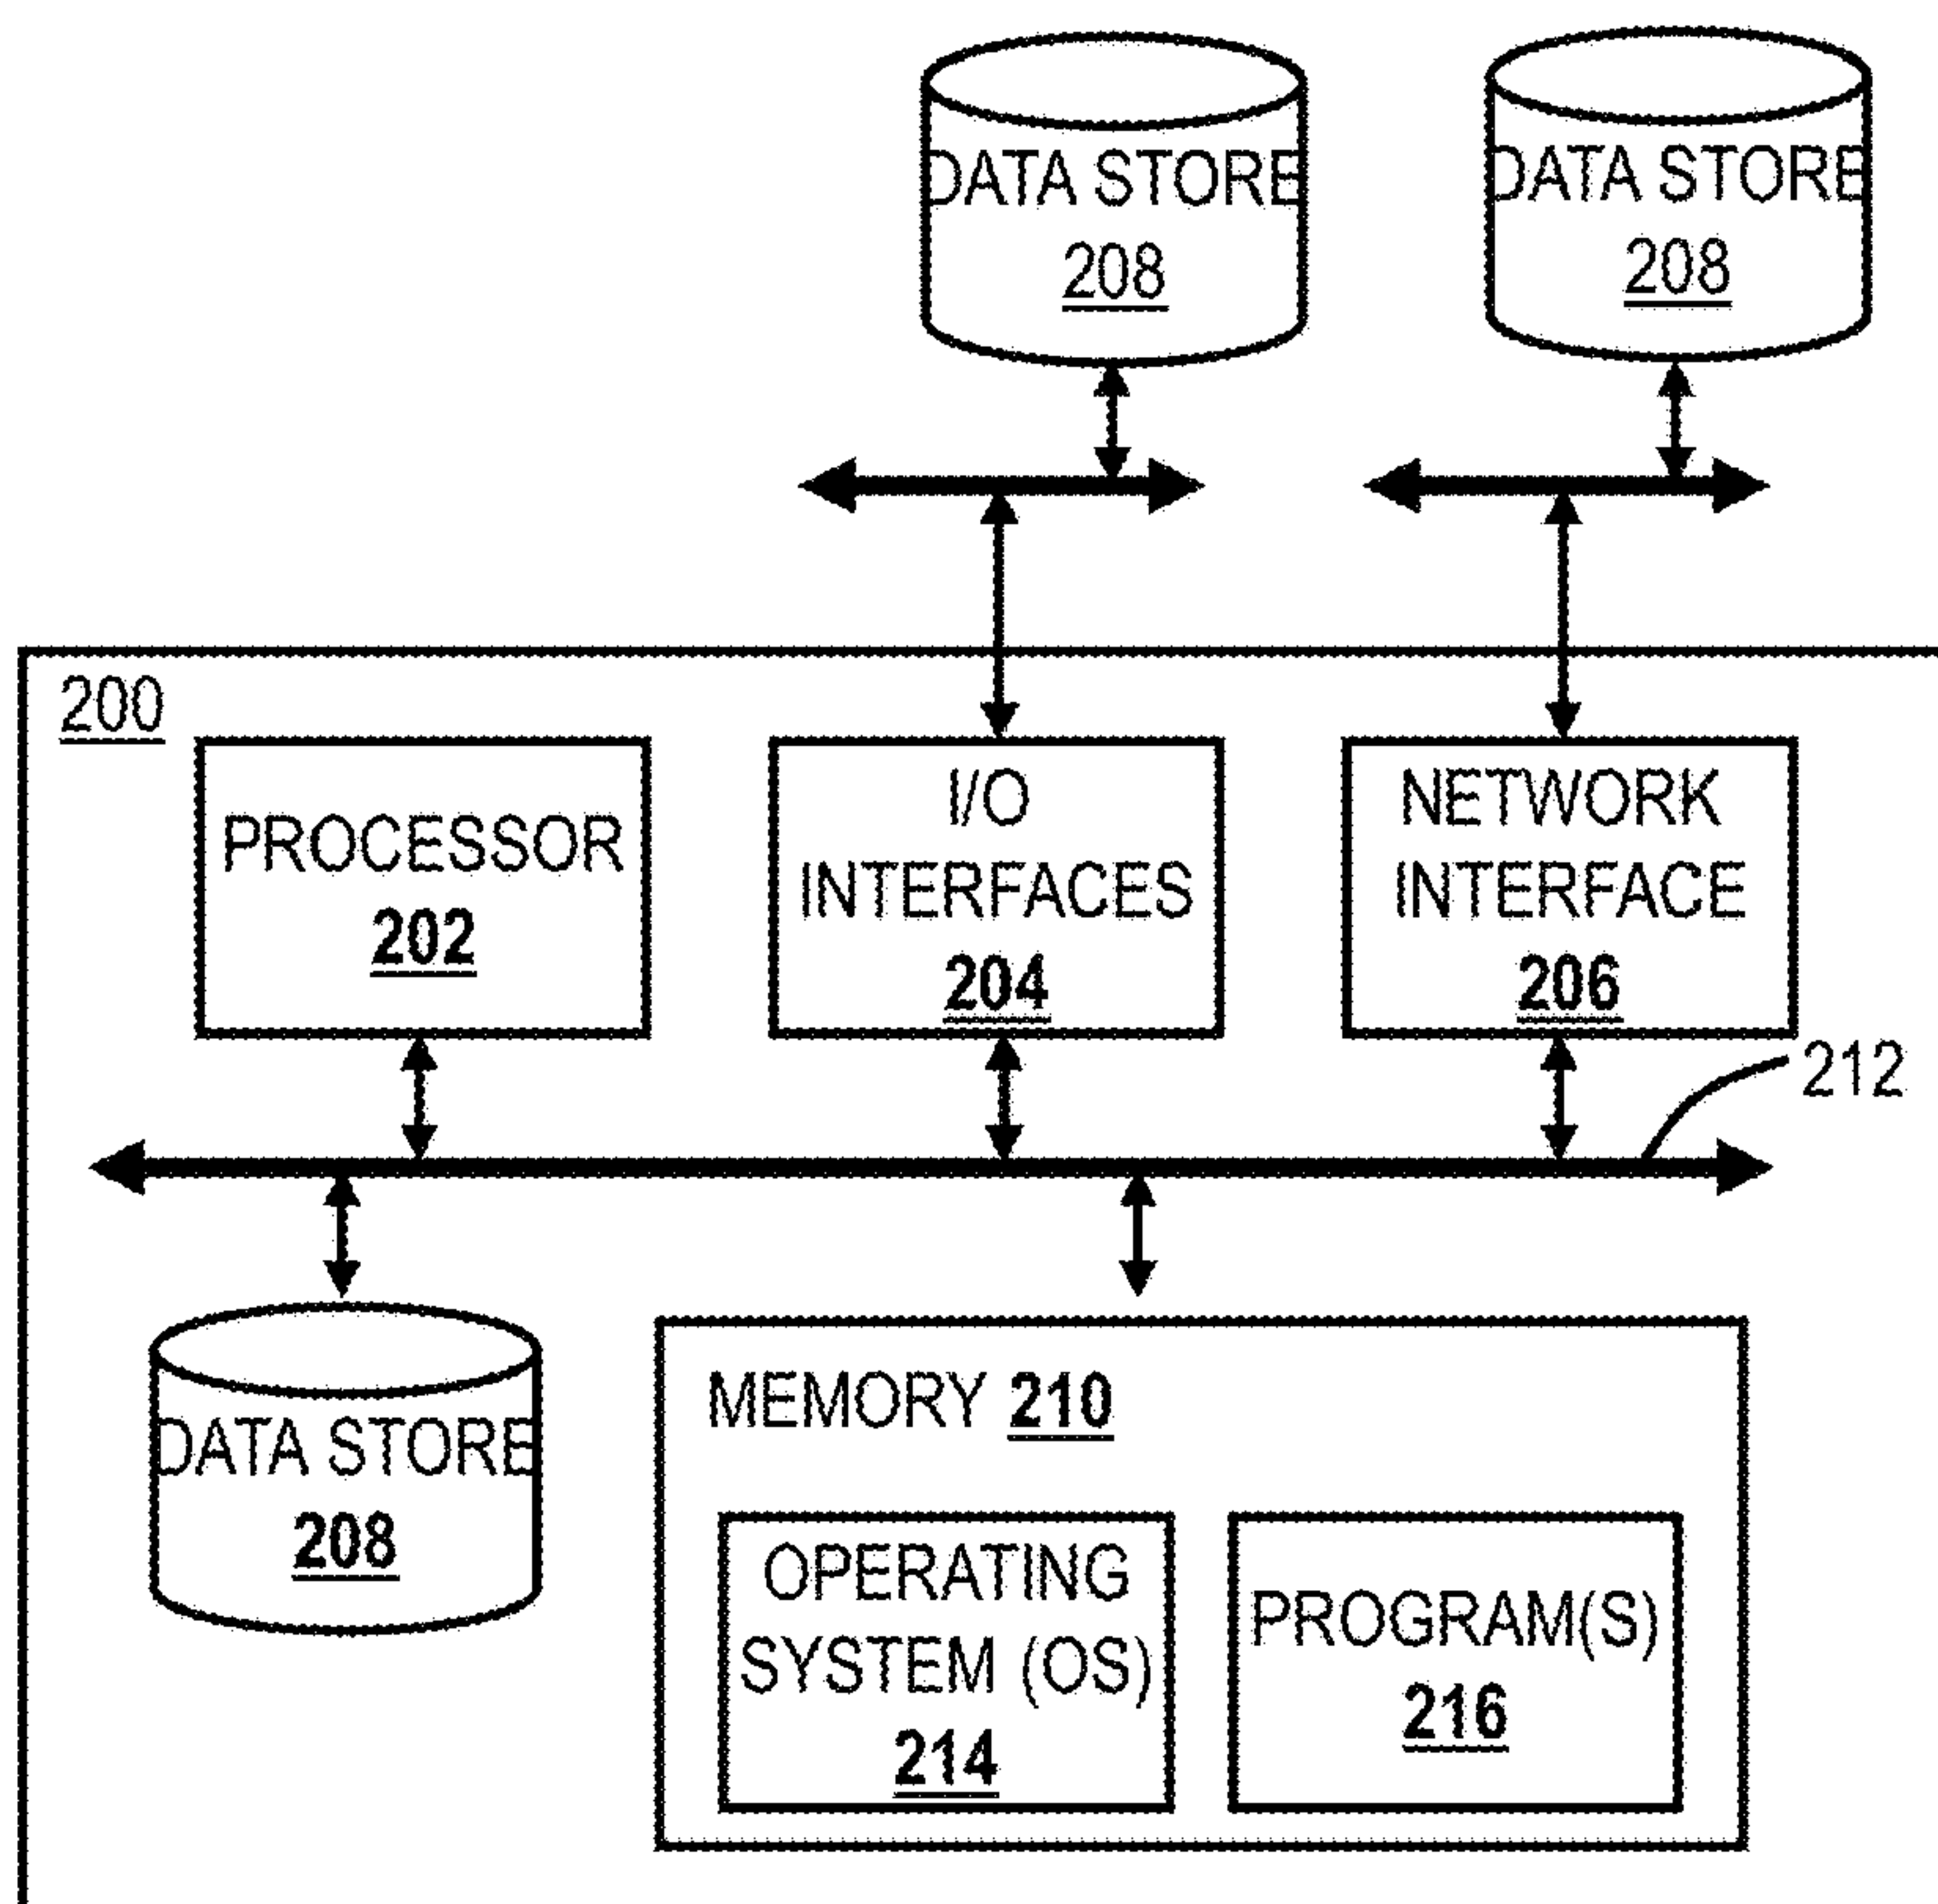 DATA STORE
208
DATA STORE
208
200
PROCESSOR
202
I/O
INTERFACES
204
NETWORK
INTERFACE
206
212
DATA STORE
208
MEMORY 210
OPERATING
SYSTEM (OS)
214
PROGRAM(S)
216